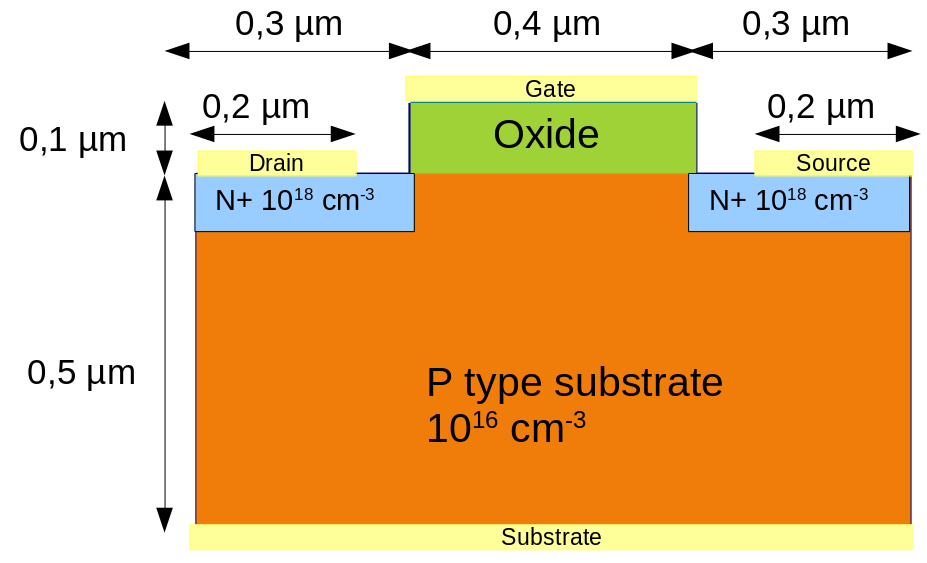 0,3 µm
0,4 µm
0,3 µm
Gate
0,2 µm
0,2 µm
0,1 µm
Oxide
Drain
Source
N+ 10¹⁸ cm⁻³
N+ 10¹⁸ cm⁻³
0,5 µm
P type substrate
10¹⁶ cm⁻³
Substrate